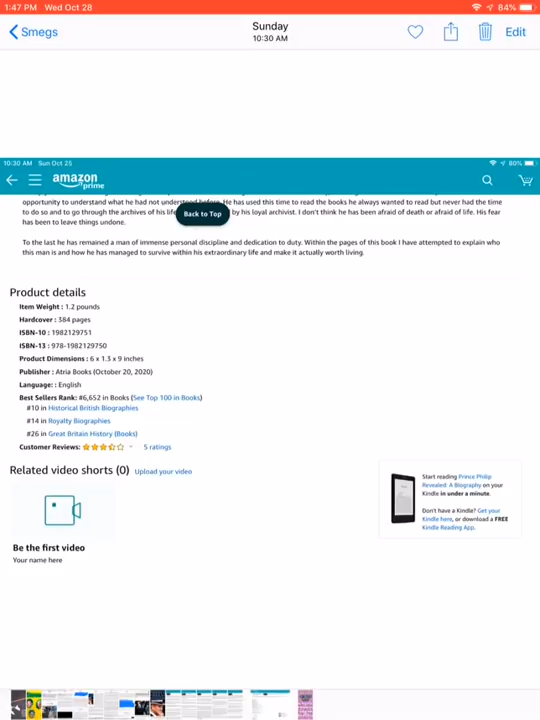 1:47 PM Wed Oct 28
84%
Smegs
Sunday
10:30 AM
Edit
10:30 AM Sun Oct 25
80%
amazon
prime
opportunity to understand what he had not understood before. He has used this time to read the books he always wanted to read but never had the time
to do so and to go through the archives of his life by his loyal archivist. I don't think he has been afraid of death or afraid of life. His fear
has been to leave things undone.
Back to Top
To the last he has remained a man of immense personal discipline and dedication to duty. Within the pages of this book I have attempted to explain who
this man is and how he has managed to survive within his extraordinary life and make it actually worth living.
Product details
Item Weight : 1.2 pounds
Hardcover : 384 pages
ISBN-10 : 1982129751
ISBN-13 : 978-1982129750
Product Dimensions : 6 x 1.3 x 9 inches
Publisher : Atria Books (October 20, 2020)
Language: : English
Best Sellers Rank: #6,652 in Books (See Top 100 in Books)
#10 in Historical British Biographies
#14 in Royalty Biographies
#26 in Great Britain History (Books)
Customer Reviews: 5 ratings
Related video shorts (0) Upload your video
Be the first video
Your name here
Start reading Prince Philip
Revealed: A Biography on your
Kindle in under a minute.
Don't have a Kindle? Get your
Kindle here, or download a FREE
Kindle Reading App.